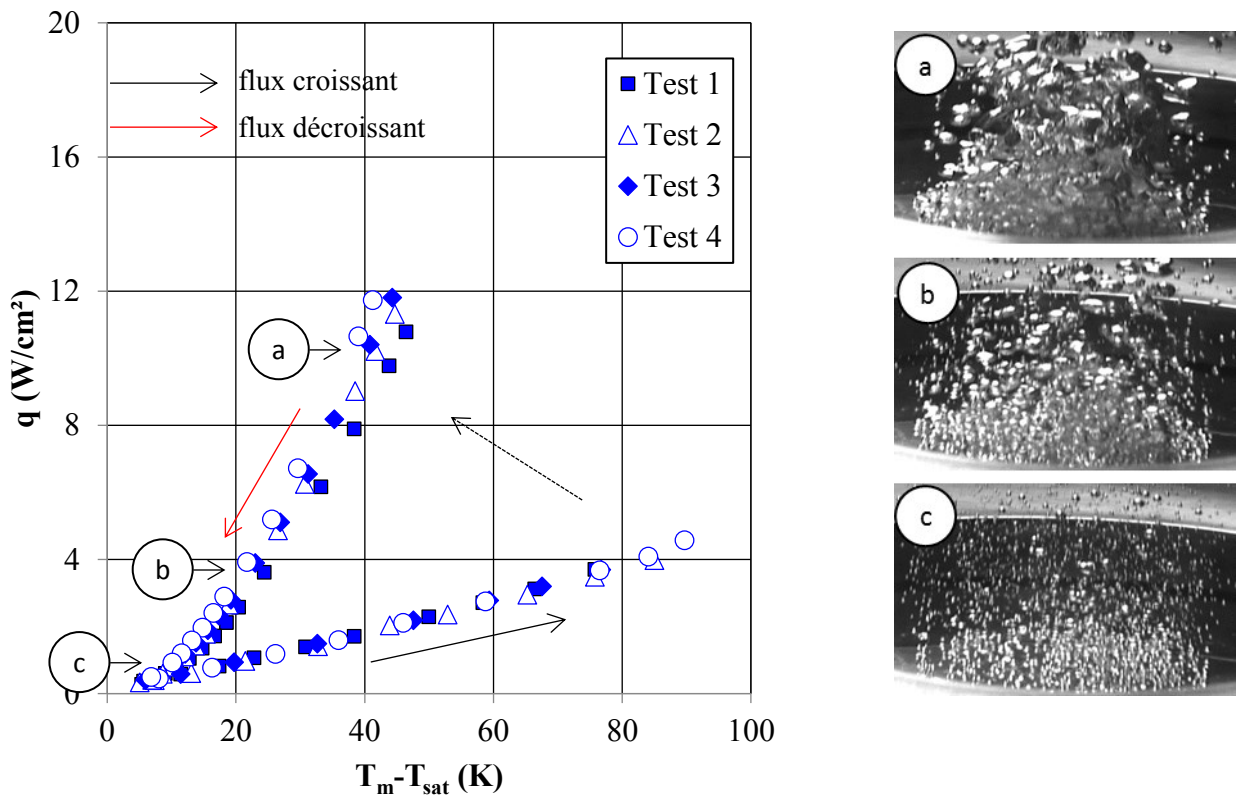 20
16
12
8
4
0
q (W/cm²)
flux croissant
flux décroissant
Test 1
Test 2
Test 3
Test 4
a
b
c
0 20 40 60 80 100
Tm-Tsat (K)
a
b
c